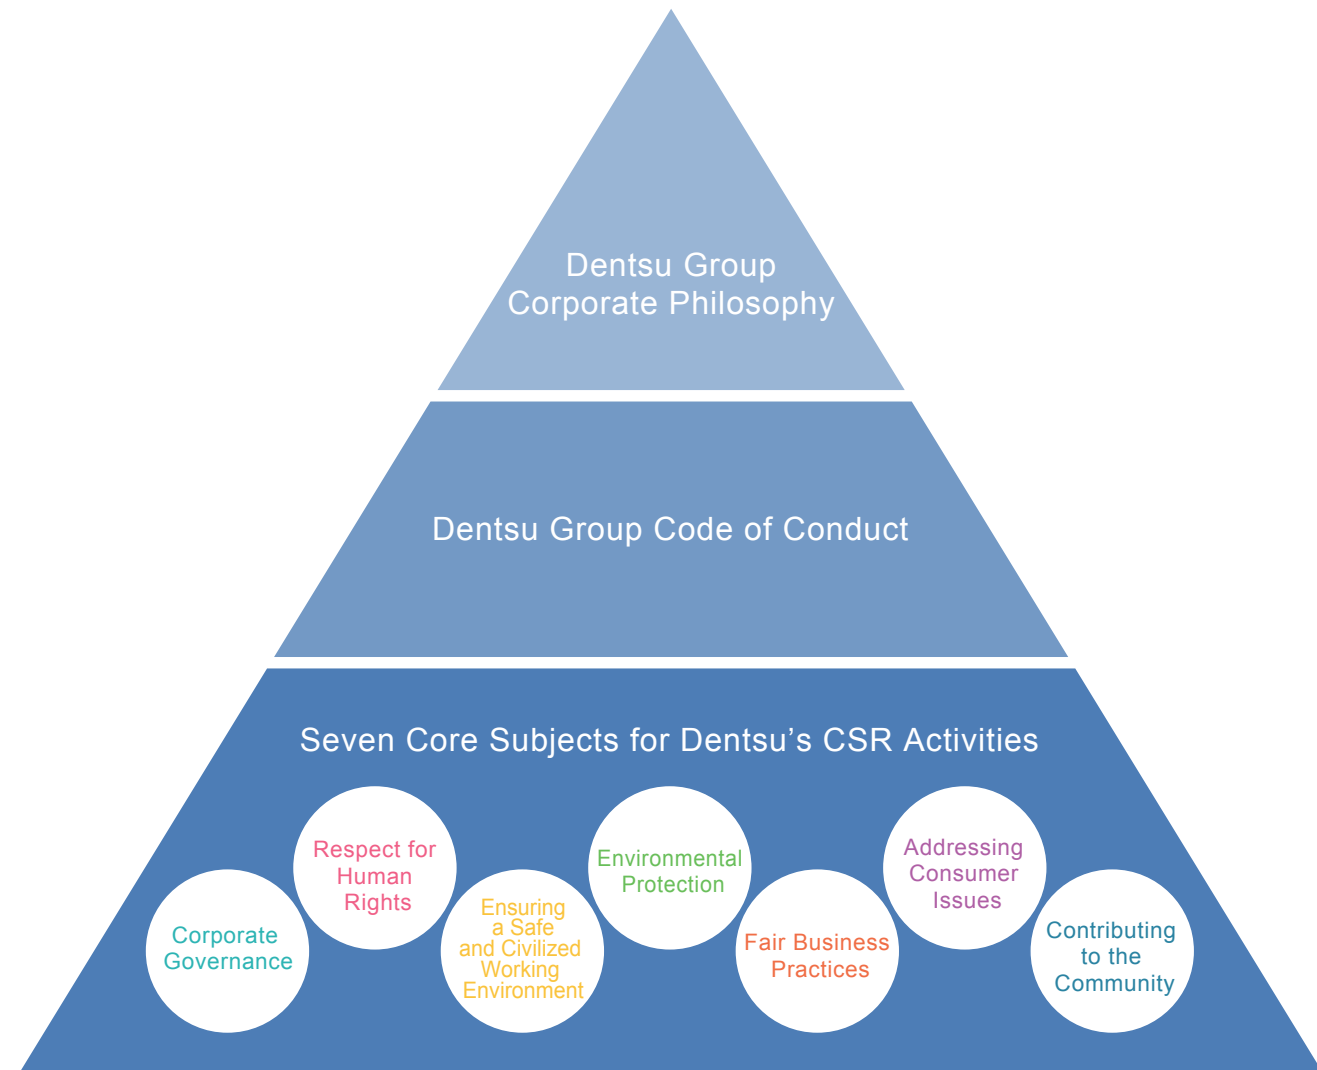 Dentsu Group
Corporate Philosophy
Dentsu Group Code of Conduct
Seven Core Subjects for Dentsu’s CSR Activities
Corporate
Governance
Respect for
Human
Rights
Ensuring
a Safe
and Civilized
Working
Environment
Environmental
Protection
Fair Business
Practices
Addressing
Consumer
Issues
Contributing
to the
Community